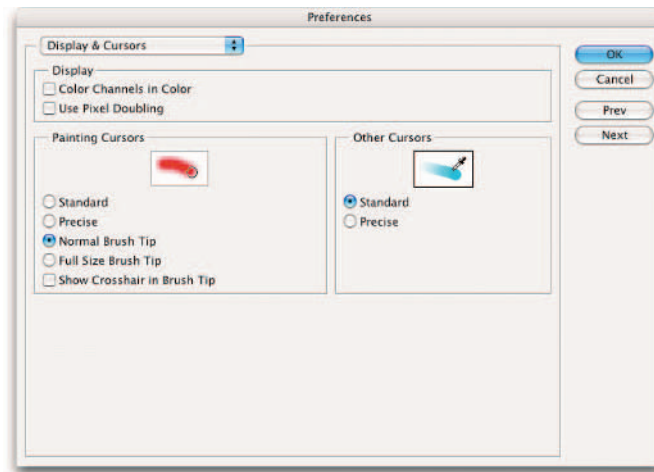 Preferences
Display & Cursors
Display
Color Channels in Color
Use Pixel Doubling
Painting Cursors
Standard
Precise
Normal Brush Tip
Full Size Brush Tip
Show Crosshair in Brush Tip
Other Cursors
Standard
Precise
OK
Cancel
Prev
Next